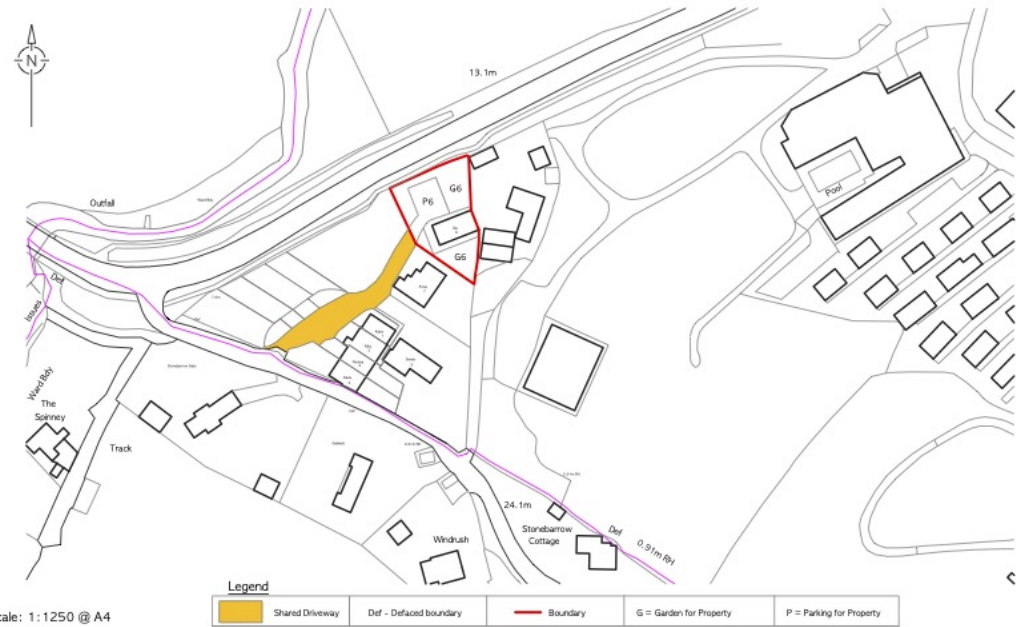 N
13.1m
Outfall
Pool
G6
P6
G6
Def
Issues
Ward Bdy
The
Spinney
Track
24.1m
Stonebarrow
Cottage
Def
0.91m RH
Windrush
Legend
Shared Driveway
Def - Defaced boundary
Boundary
G = Garden for Property
P = Parking for Property
cale: 1:1250 @ A4